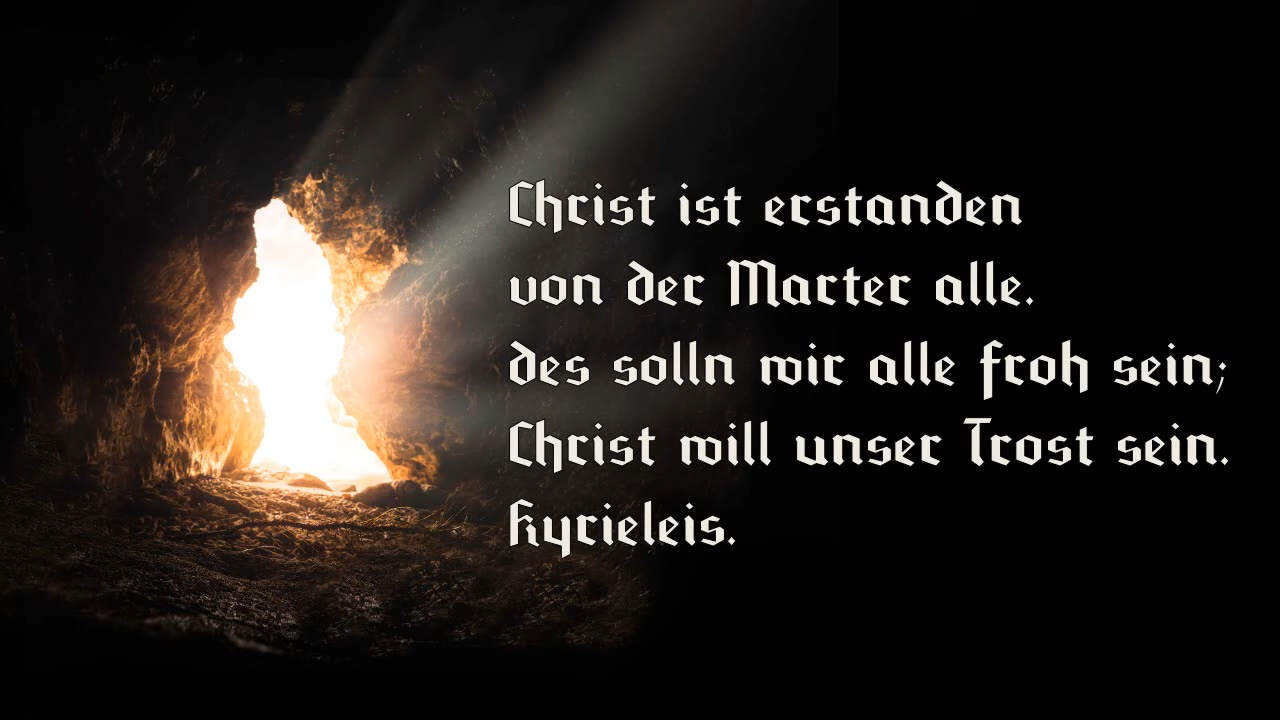 Christ ist erstanden
von der Marter alle.
des solln wir alle froh sein;
Christ will unser Trost sein.
Kyrieleis.